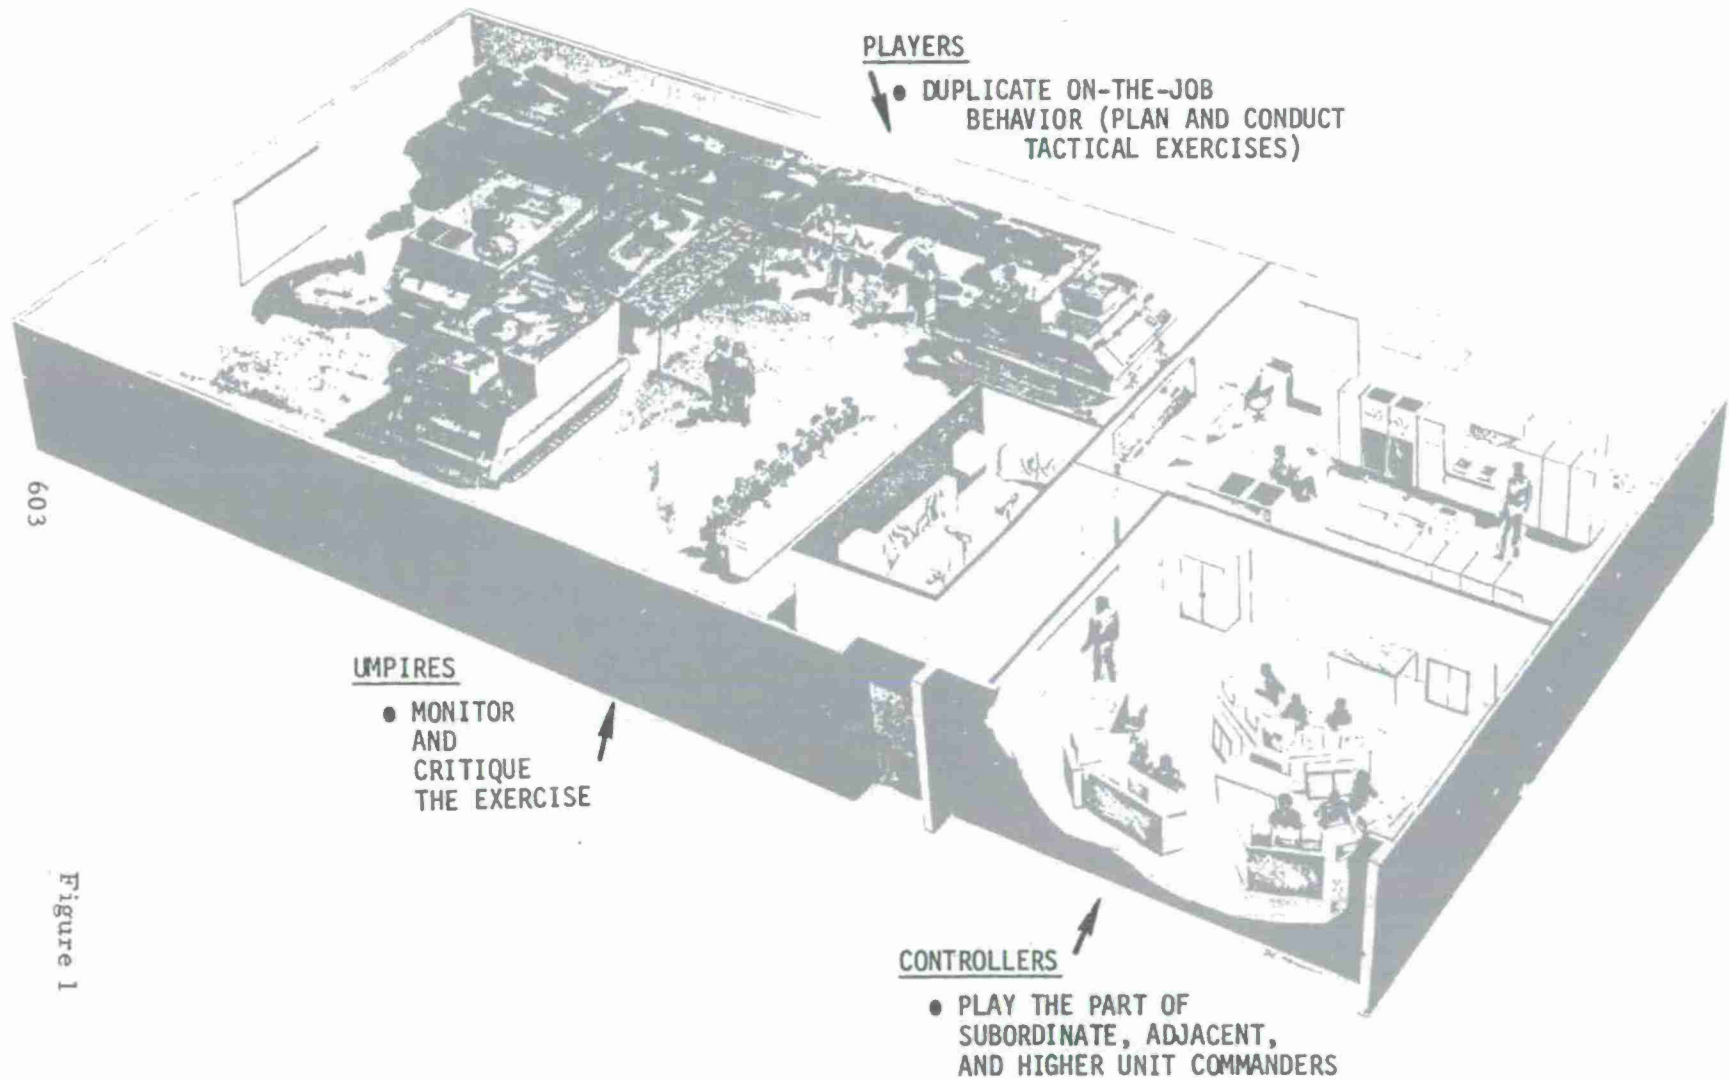 PLAYERS
● DUPLICATE ON-THE-JOB
BEHAVIOR (PLAN AND CONDUCT
TACTICAL EXERCISES)
UMPIRES
● MONITOR
AND
CRITIQUE
THE EXERCISE
CONTROLLERS
● PLAY THE PART OF
SUBORDINATE, ADJACENT,
AND HIGHER UNIT COMMANDERS
603
Figure 1